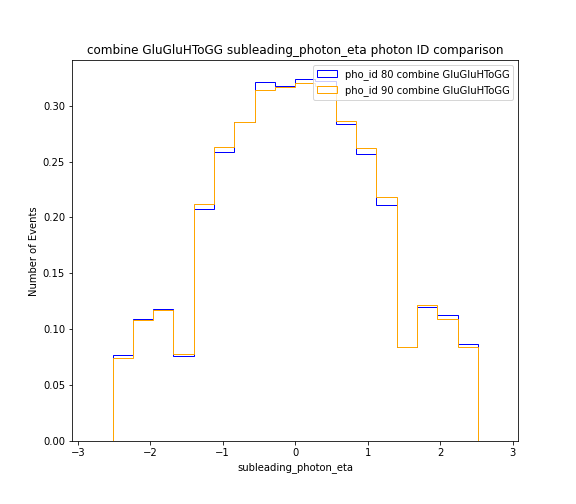 combine GluGluHToGG subleading_photon_eta photon ID comparison
pho_id 80 combine GluGluHToGG
pho_id 90 combine GluGluHToGG
Number of Events
0.30
0.25
0.20
0.15
0.10
0.05
0.00
−3
−2
−1
0
1
2
3
subleading_photon_eta